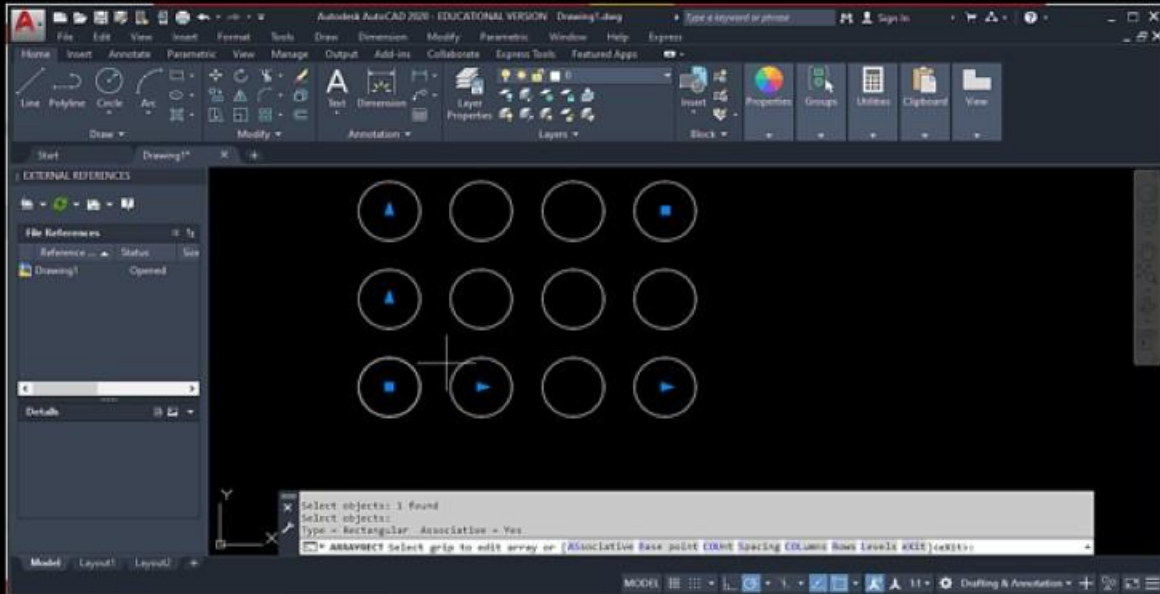 Autodesk AutoCAD 2020 - EDUCATIONAL VERSION Drawing1.dwg Type a keyword or phrase Sign In
File Edit View Insert Format Tools Draw Dimension Modify Parametric Window Help Express
Home Insert Annotate Parametric View Manage Output Add-ins Collaborate Express Tools Featured Apps
0
Line Polyline Circle Arc Text Dimension Layer Properties Insert Properties Groups Utilities Clipboard View
Draw Modify Annotation Layers Block
Start Drawing1*
EXTERNAL REFERENCES
File References
Reference ... Status Size
Drawing1 Opened
Details
Y
X
Select objects: 1 found
Select objects:
Type = Rectangular Associative = Yes
ARRAYRECT Select grip to edit array or [ASsociative Base point COUnt Spacing COLumns Rows Levels eXit]<eXit>:
Model Layout1 Layout2 +
MODEL 1:1 Drafting & Annotation